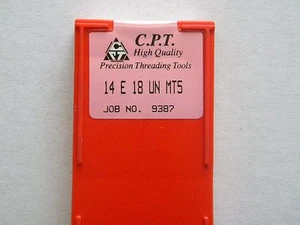 C.P.T.
High Quality
Precision Threading Tools
14 E 18 UN MT5
JOB NO. 9387